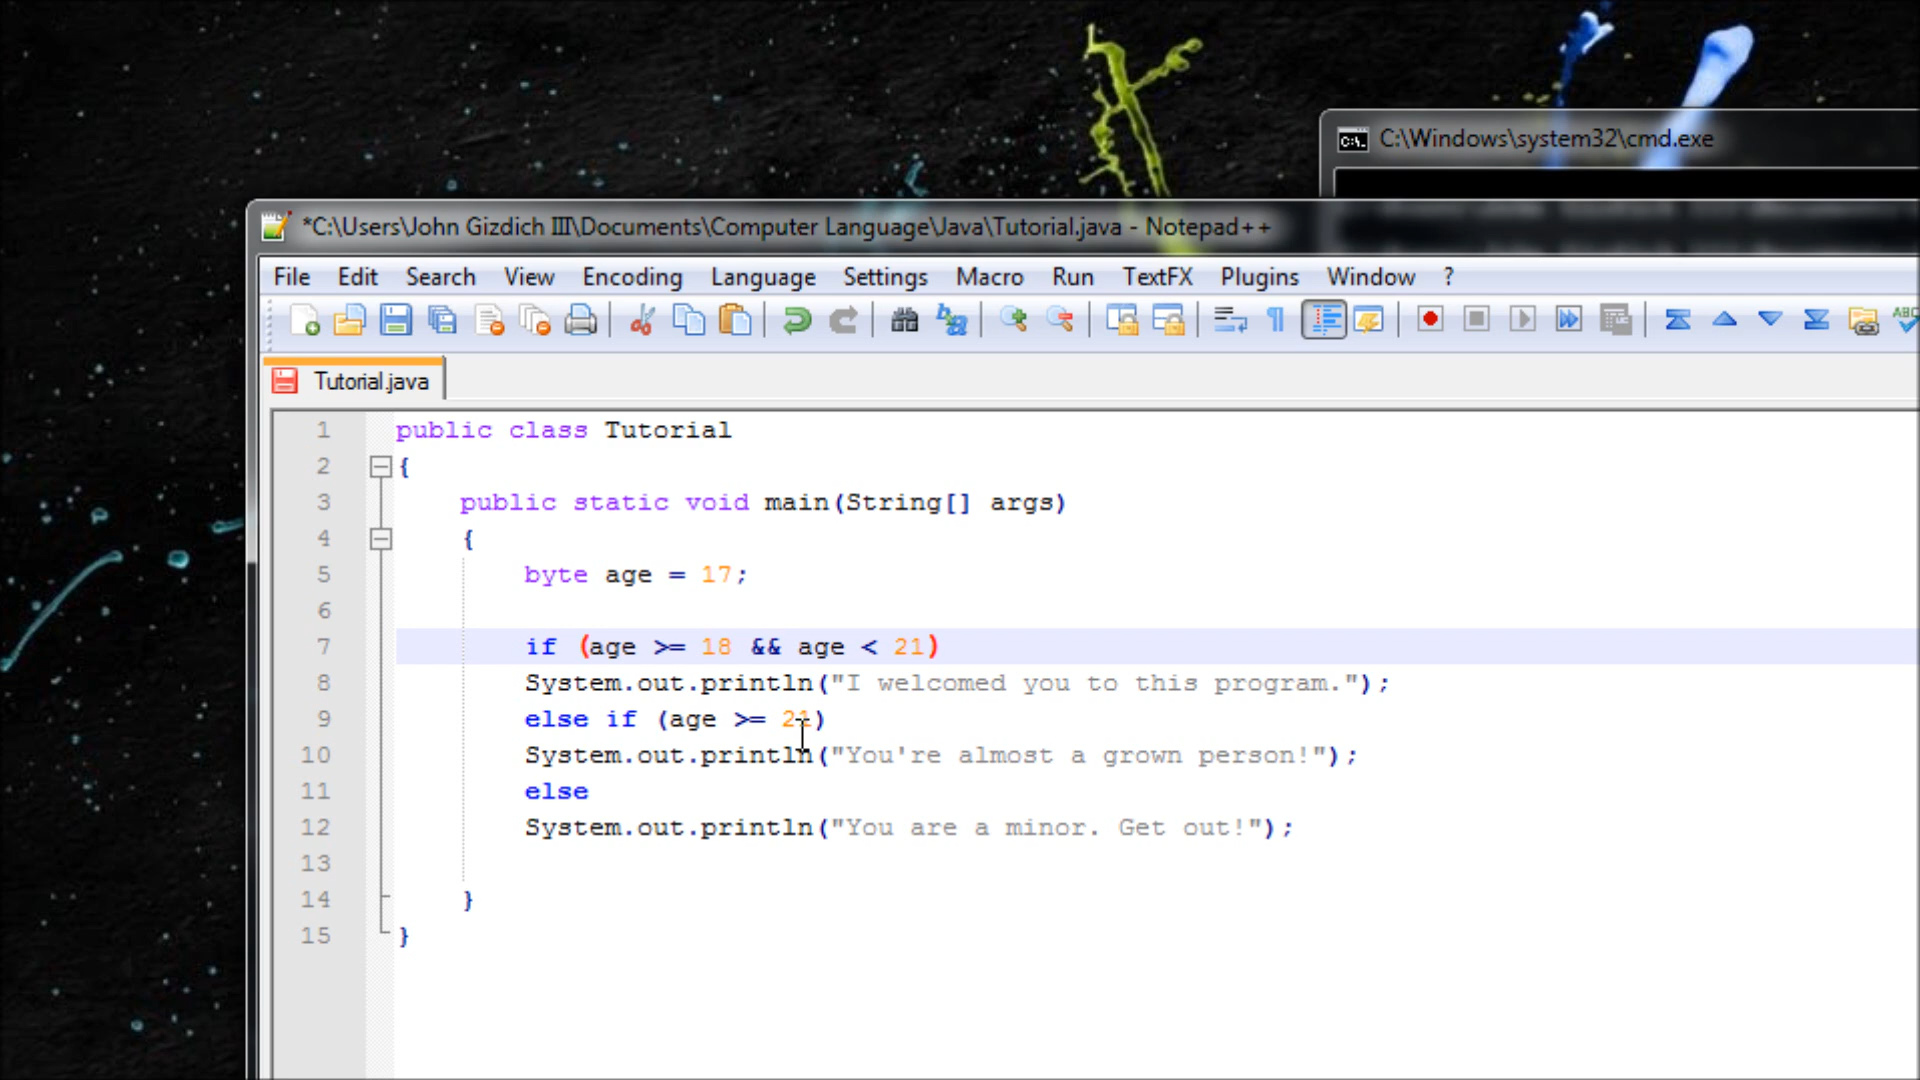 C:\Windows\system32\cmd.exe
*C:\Users\John Gizdich III\Documents\Computer Language\Java\Tutorial.java - Notepad++
File Edit Search View Encoding Language Settings Macro Run TextFX Plugins Window ?
Tutorial.java
1 public class Tutorial
2 {
3 public static void main(String[] args)
4 {
5 byte age = 17;
6
7 if (age >= 18 && age < 21)
8 System.out.println("I welcomed you to this program.");
9 else if (age >= 21)
10 System.out.println("You're almost a grown person!");
11 else
12 System.out.println("You are a minor. Get out!");
13
14 }
15 }